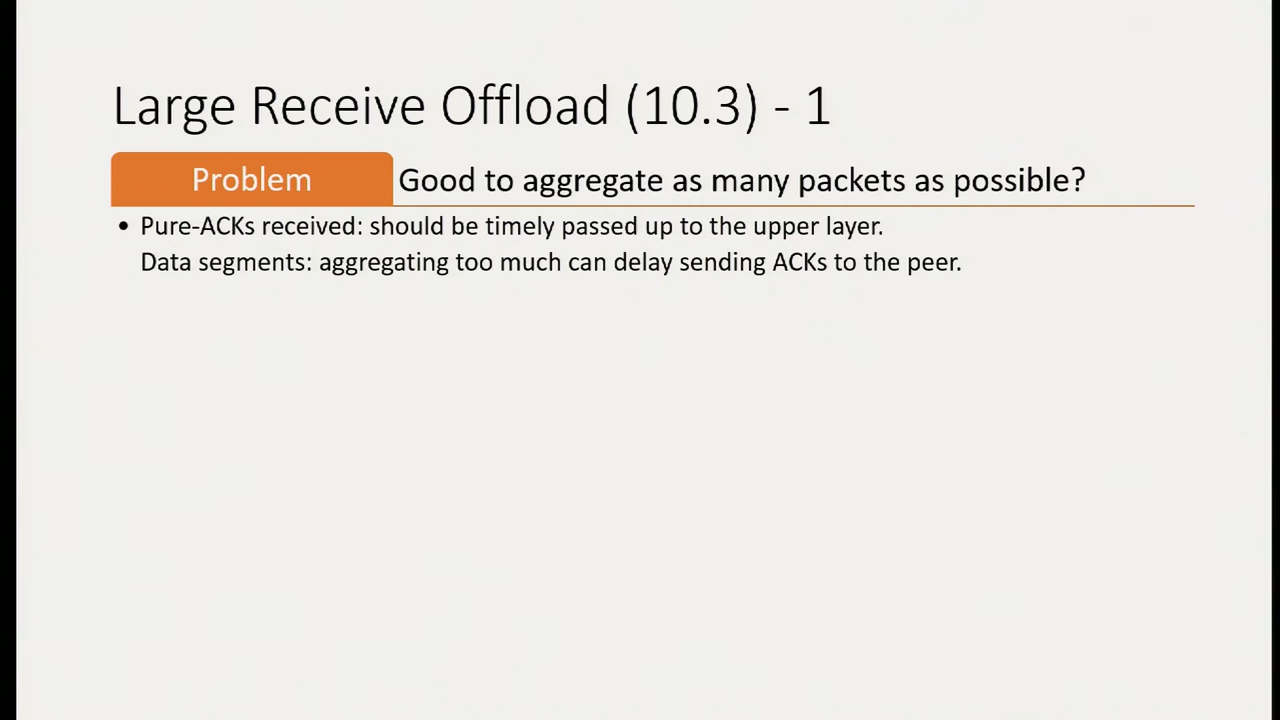 Large Receive Offload (10.3) - 1
Problem
Good to aggregate as many packets as possible?
• Pure-ACKs received: should be timely passed up to the upper layer.
Data segments: aggregating too much can delay sending ACKs to the peer.